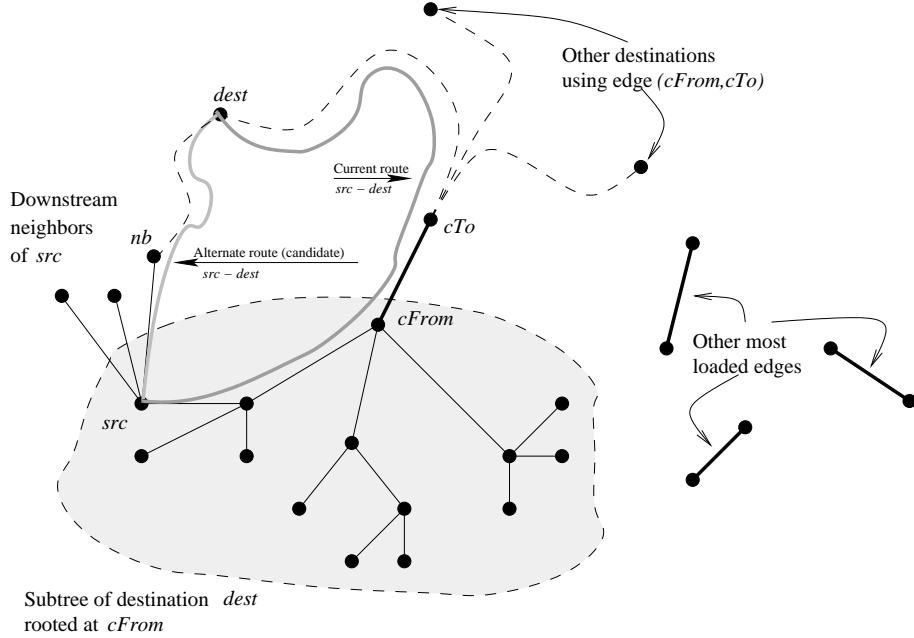 Other destinations
using edge (cFrom,cTo)
dest
Current route
src – dest
Downstream
neighbors
of src
nb
cTo
Alternate route (candidate)
src – dest
cFrom
Other most
loaded edges
src
Subtree of destination dest
rooted at cFrom